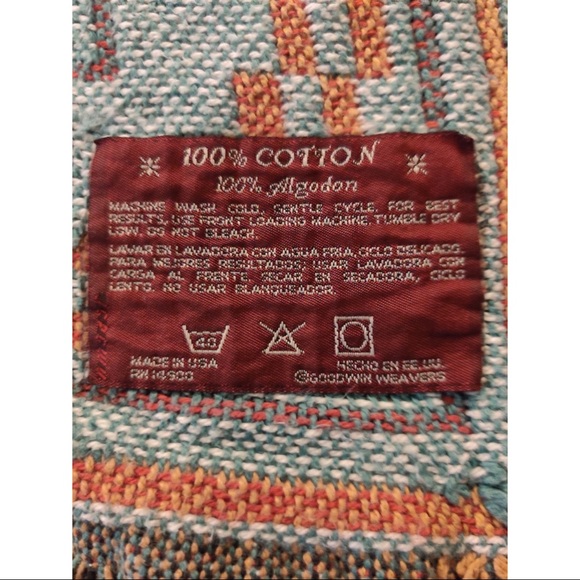 100% COTTON
100% Algodon
MACHINE WASH COLD, GENTLE CYCLE, FOR BEST
RESULTS, USE FRONT LOADING MACHINE. TUMBLE DRY
LOW. DO NOT BLEACH.
LAVAR EN LAVADORA CON AGUA FRIA, CICLO DELICADO.
PARA MEJORES RESULTADOS; USAR LAVADORA CON
CARGA AL FRENTE. SECAR EN SECADORA, CICLO
LENTO. NO USAR BLANQUEADOR.
40
MADE IN USA HECHO EN EE.UU.
RN 14900 ©GOODWIN WEAVERS